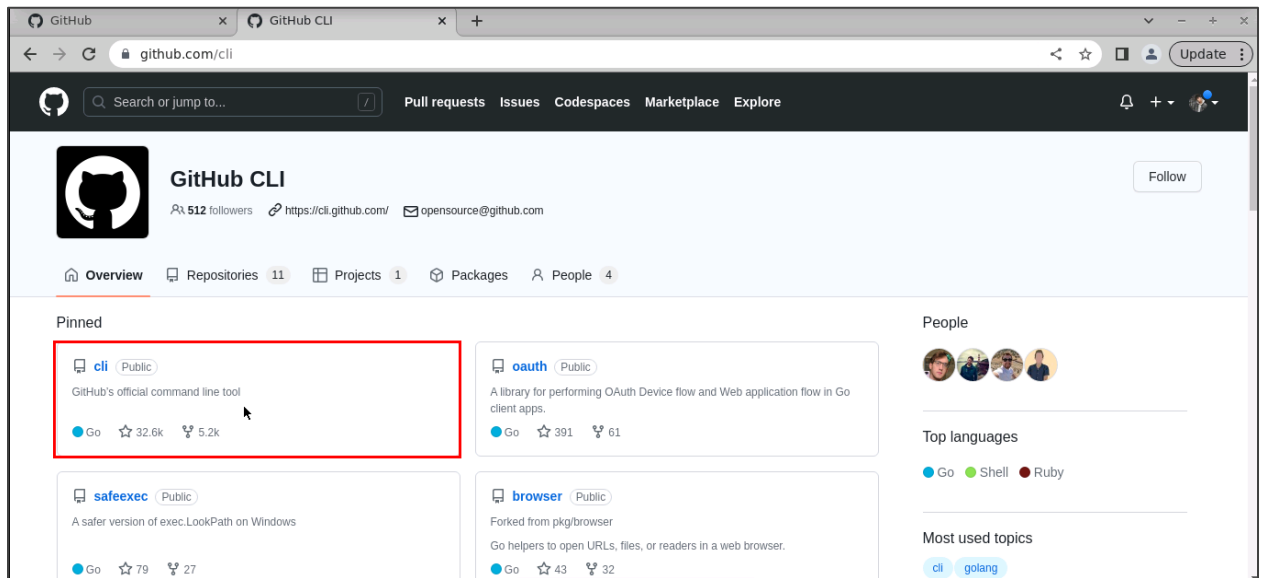 GitHub × GitHub CLI × +
github.com/cli Update
Search or jump to... / Pull requests Issues Codespaces Marketplace Explore
GitHub CLI
Follow
512 followers https://cli.github.com/ opensource@github.com
Overview Repositories 11 Projects 1 Packages People 4
Pinned
cli Public
GitHub's official command line tool
Go 32.6k 5.2k
oauth Public
A library for performing OAuth Device flow and Web application flow in Go
client apps.
Go 391 61
safeexec Public
A safer version of exec.LookPath on Windows
Go 79 27
browser Public
Forked from pkg/browser
Go helpers to open URLs, files, or readers in a web browser.
Go 43 32
People
Top languages
Go Shell Ruby
Most used topics
cli golang